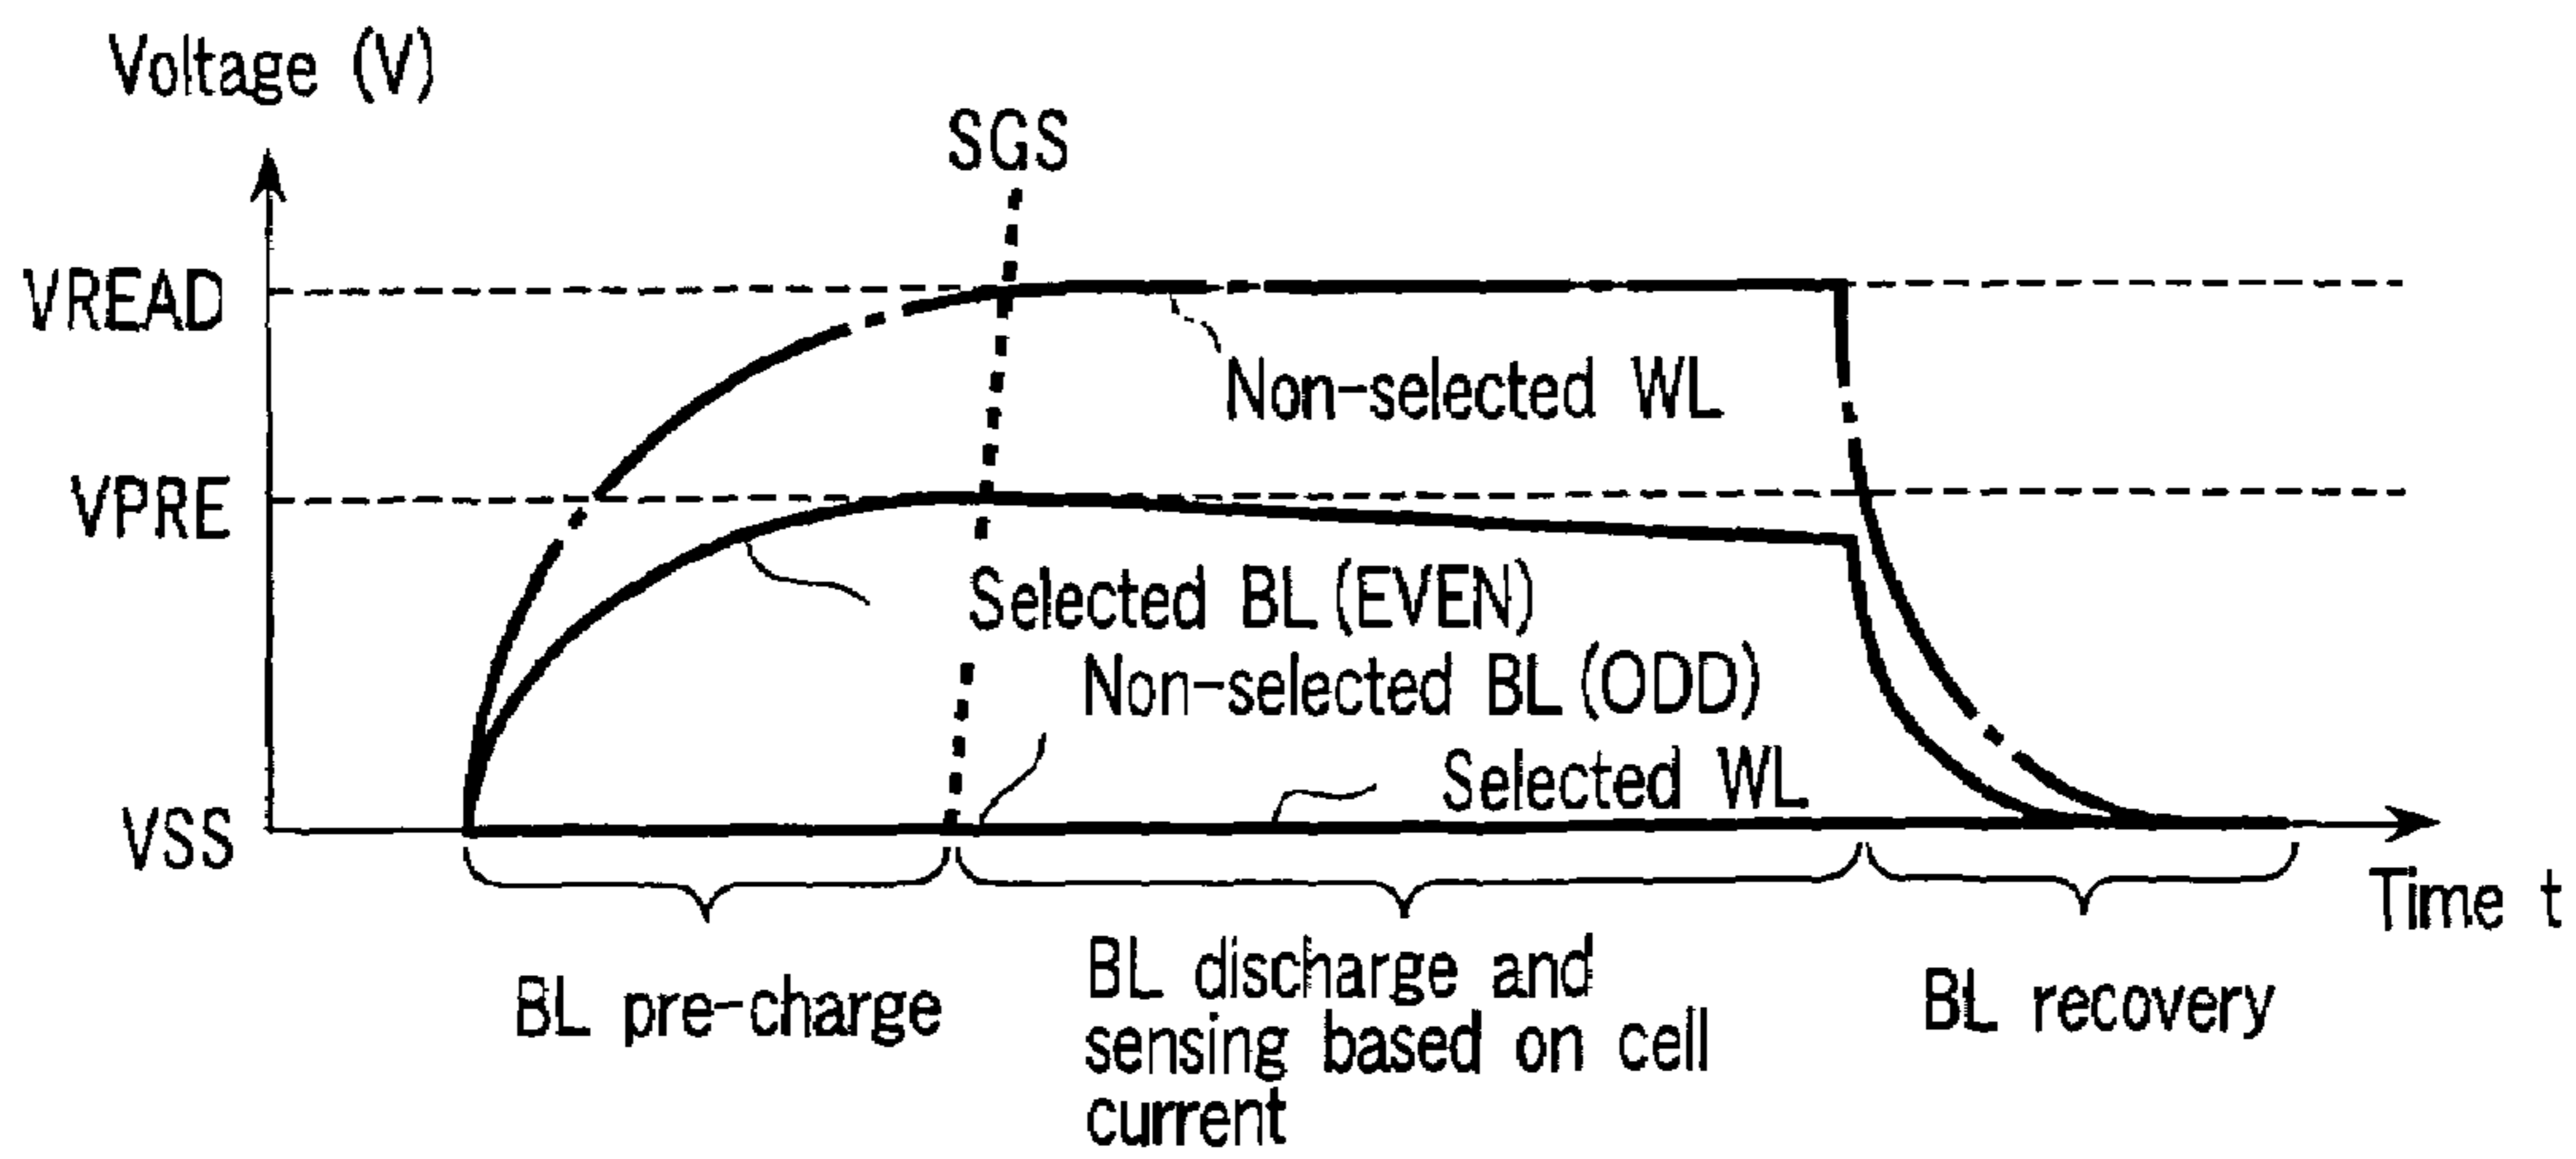 Voltage (V)
SGS
VREAD
Non-selected WL
VPRE
Selected BL (EVEN)
Non-selected BL (ODD)
Selected WL
VSS
Time t
BL pre-charge
BL discharge and
sensing based on cell
current
BL recovery